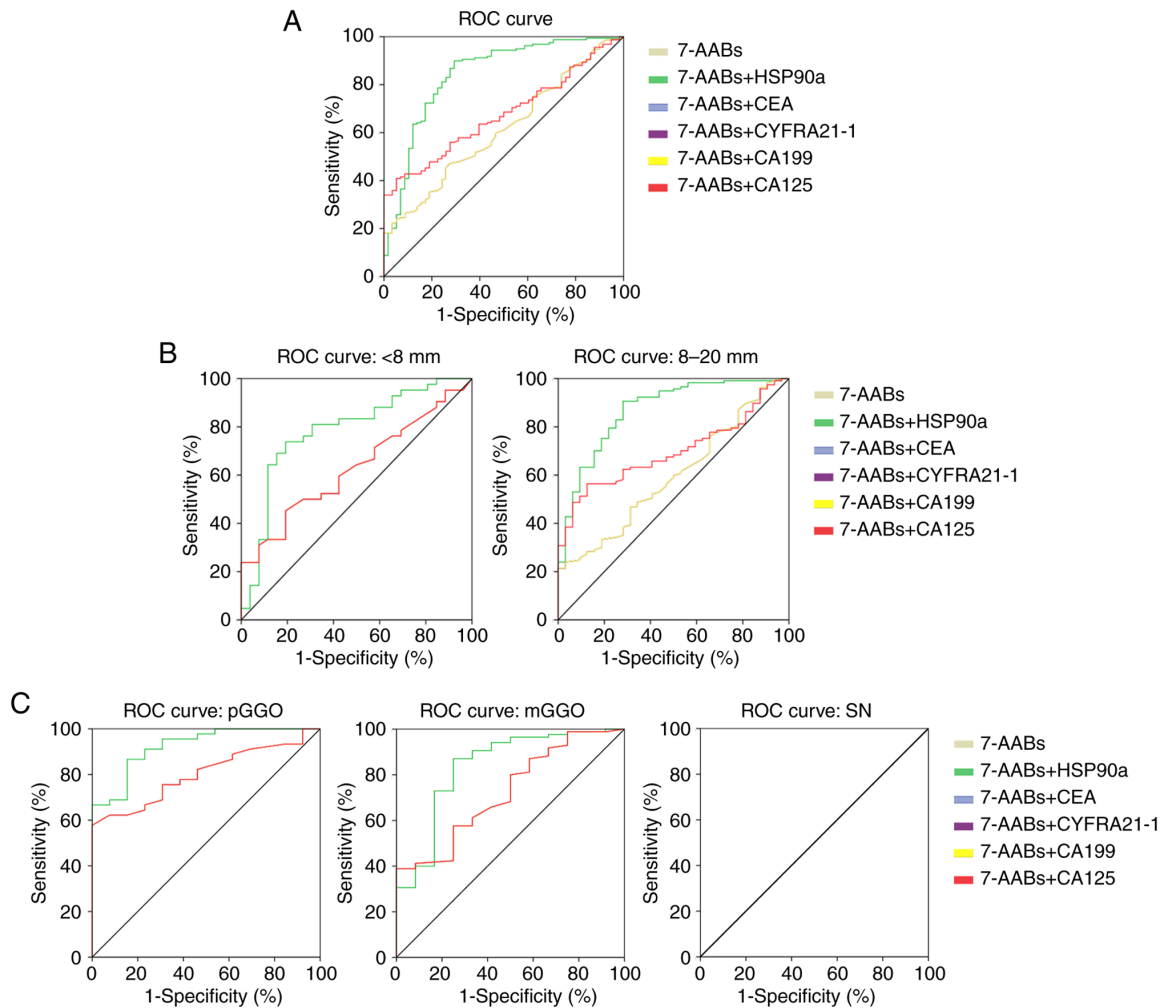 A
ROC curve
100
80
60
40
20
0
Sensitivity (%)
0 20 40 60 80 100
1-Specificity (%)
7-AABs
7-AABs+HSP90a
7-AABs+CEA
7-AABs+CYFRA21-1
7-AABs+CA199
7-AABs+CA125
B
ROC curve: <8 mm
100
80
60
40
20
0
Sensitivity (%)
0 20 40 60 80 100
1-Specificity (%)
ROC curve: 8–20 mm
100
80
60
40
20
0
Sensitivity (%)
0 20 40 60 80 100
1-Specificity (%)
7-AABs
7-AABs+HSP90a
7-AABs+CEA
7-AABs+CYFRA21-1
7-AABs+CA199
7-AABs+CA125
C
ROC curve: pGGO
100
80
60
40
20
0
Sensitivity (%)
0 20 40 60 80 100
1-Specificity (%)
ROC curve: mGGO
100
80
60
40
20
0
Sensitivity (%)
0 20 40 60 80 100
1-Specificity (%)
ROC curve: SN
100
80
60
40
20
0
Sensitivity (%)
0 20 40 60 80 100
1-Specificity (%)
7-AABs
7-AABs+HSP90a
7-AABs+CEA
7-AABs+CYFRA21-1
7-AABs+CA199
7-AABs+CA125